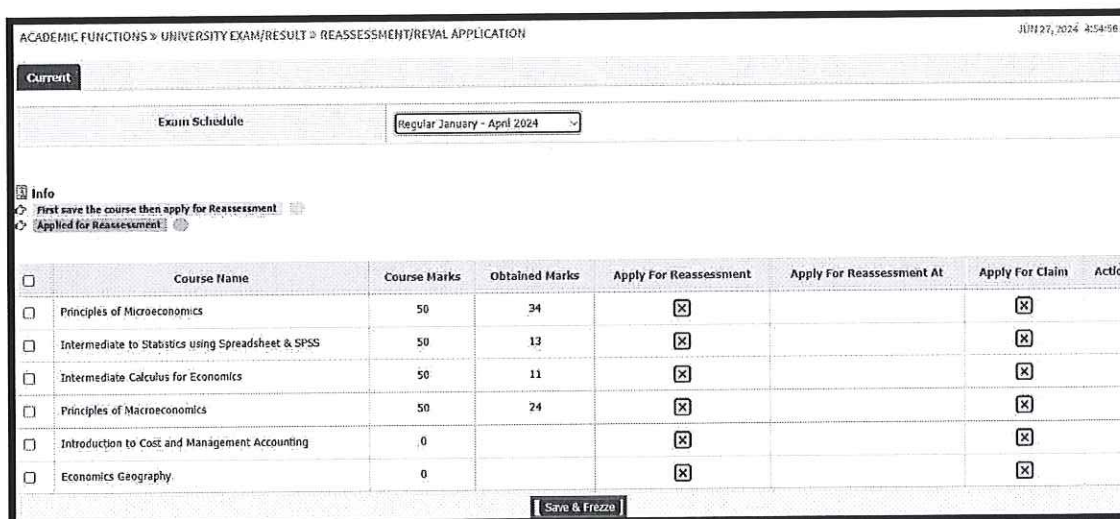 ACADEMIC FUNCTIONS » UNIVERSITY EXAM/RESULT » REASSESSMENT/REVAL APPLICATION JUN 27, 2024 4:54:56
Current
Exam Schedule Regular January - April 2024
Info
First save the course then apply for Reassessment
Applied for Reassessment
Course Name Course Marks Obtained Marks Apply For Reassessment Apply For Reassessment At Apply For Claim Actio
Principles of Microeconomics 50 34
Intermediate to Statistics using Spreadsheet & SPSS 50 13
Intermediate Calculus for Economics 50 11
Principles of Macroeconomics 50 24
Introduction to Cost and Management Accounting 0
Economics Geography 0
Save & Frezze